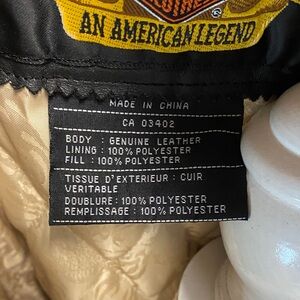 AN AMERICAN LEGEND
MADE IN CHINA
CA 03402
BODY : GENUINE LEATHER
LINING : 100% POLYESTER
FILL : 100% POLYESTER
TISSUE D'EXTERIEUR : CUIR
VERITABLE
DOUBLURE : 100% POLYESTER
REMPLISSAGE : 100% POLYESTER